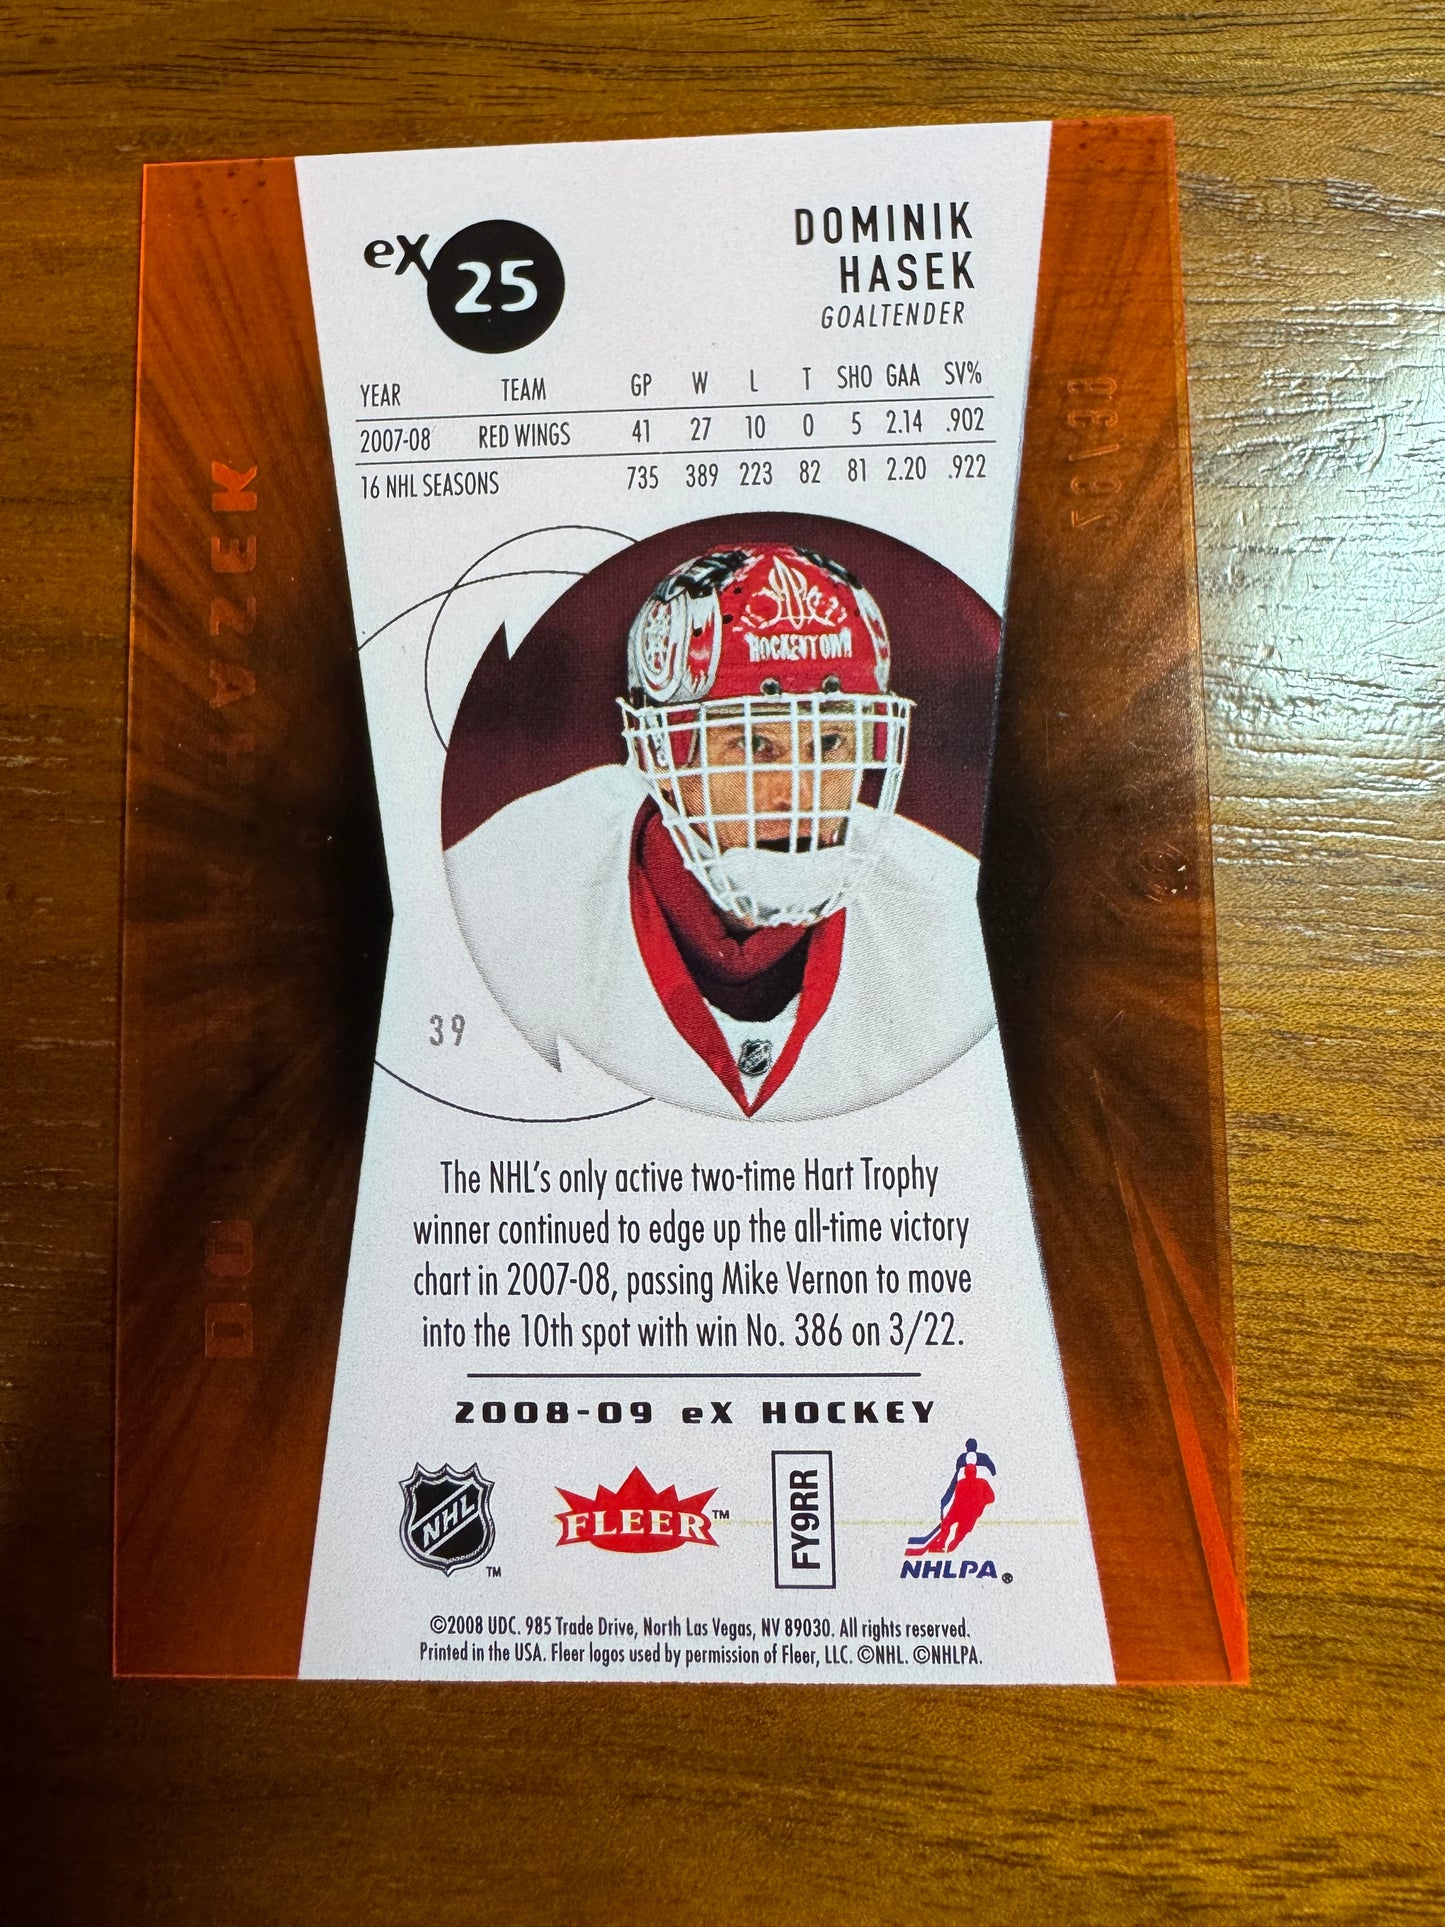 eX 25
DOMINIK
HASEK
GOALTENDER
YEAR TEAM GP W L T SHO GAA SV%
2007-08 RED WINGS 41 27 10 0 5 2.14 .902
16 NHL SEASONS 735 389 223 82 81 2.20 .922
HOCKEYTOWN
39
The NHL's only active two-time Hart Trophy
winner continued to edge up the all-time victory
chart in 2007-08, passing Mike Vernon to move
into the 10th spot with win No. 386 on 3/22.
2008-09 eX HOCKEY
NHL ™
FLEER™
FY9RR
NHLPA®
©2008 UDC. 985 Trade Drive, North Las Vegas, NV 89030. All rights reserved.
Printed in the USA. Fleer logos used by permission of Fleer, LLC. ©NHL. ©NHLPA.